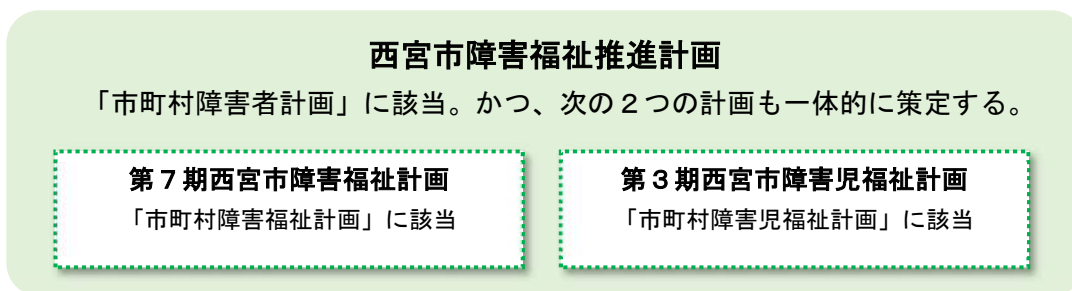 西宮市障害福祉推進計画
「市町村障害者計画」に該当。かつ、次の２つの計画も一体的に策定する。
第７期西宮市障害福祉計画
「市町村障害福祉計画」に該当
第３期西宮市障害児福祉計画
「市町村障害児福祉計画」に該当